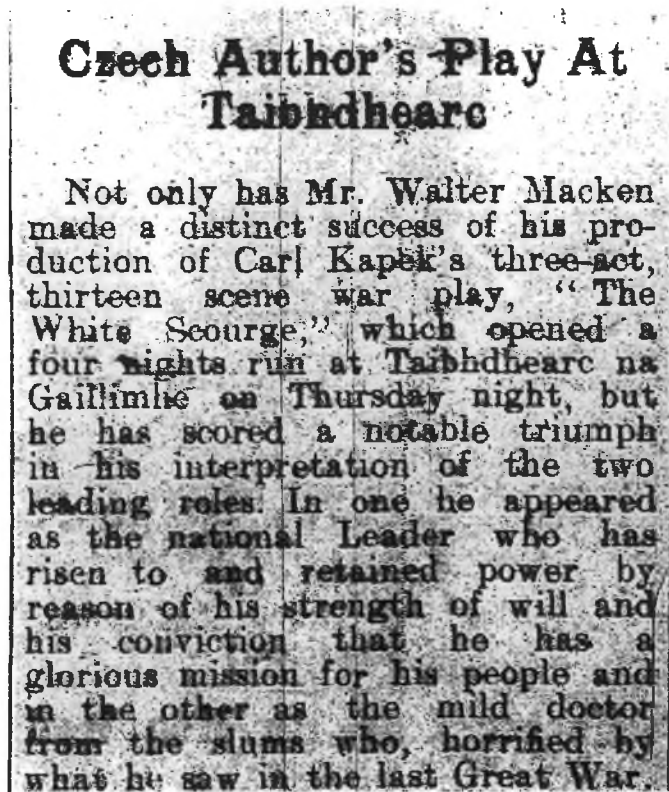 Czech Author's Play At
Taibhdhearc
Not only has Mr. Walter Macken
made a distinct success of his pro-
duction of Carl Kapek's three-act,
thirteen scene war play, "The
White Scourge," which opened a
four nights run at Taibhdhearc na
Gaillimhe on Thursday night, but
he has scored a notable triumph
in his interpretation of the two
leading roles. In one he appeared
as the national Leader who has
risen to and retained power by
reason of his strength of will and
his conviction that he has a
glorious mission for his people and
in the other as the mild doctor
from the slums who, horrified by
what he saw in the last Great War.